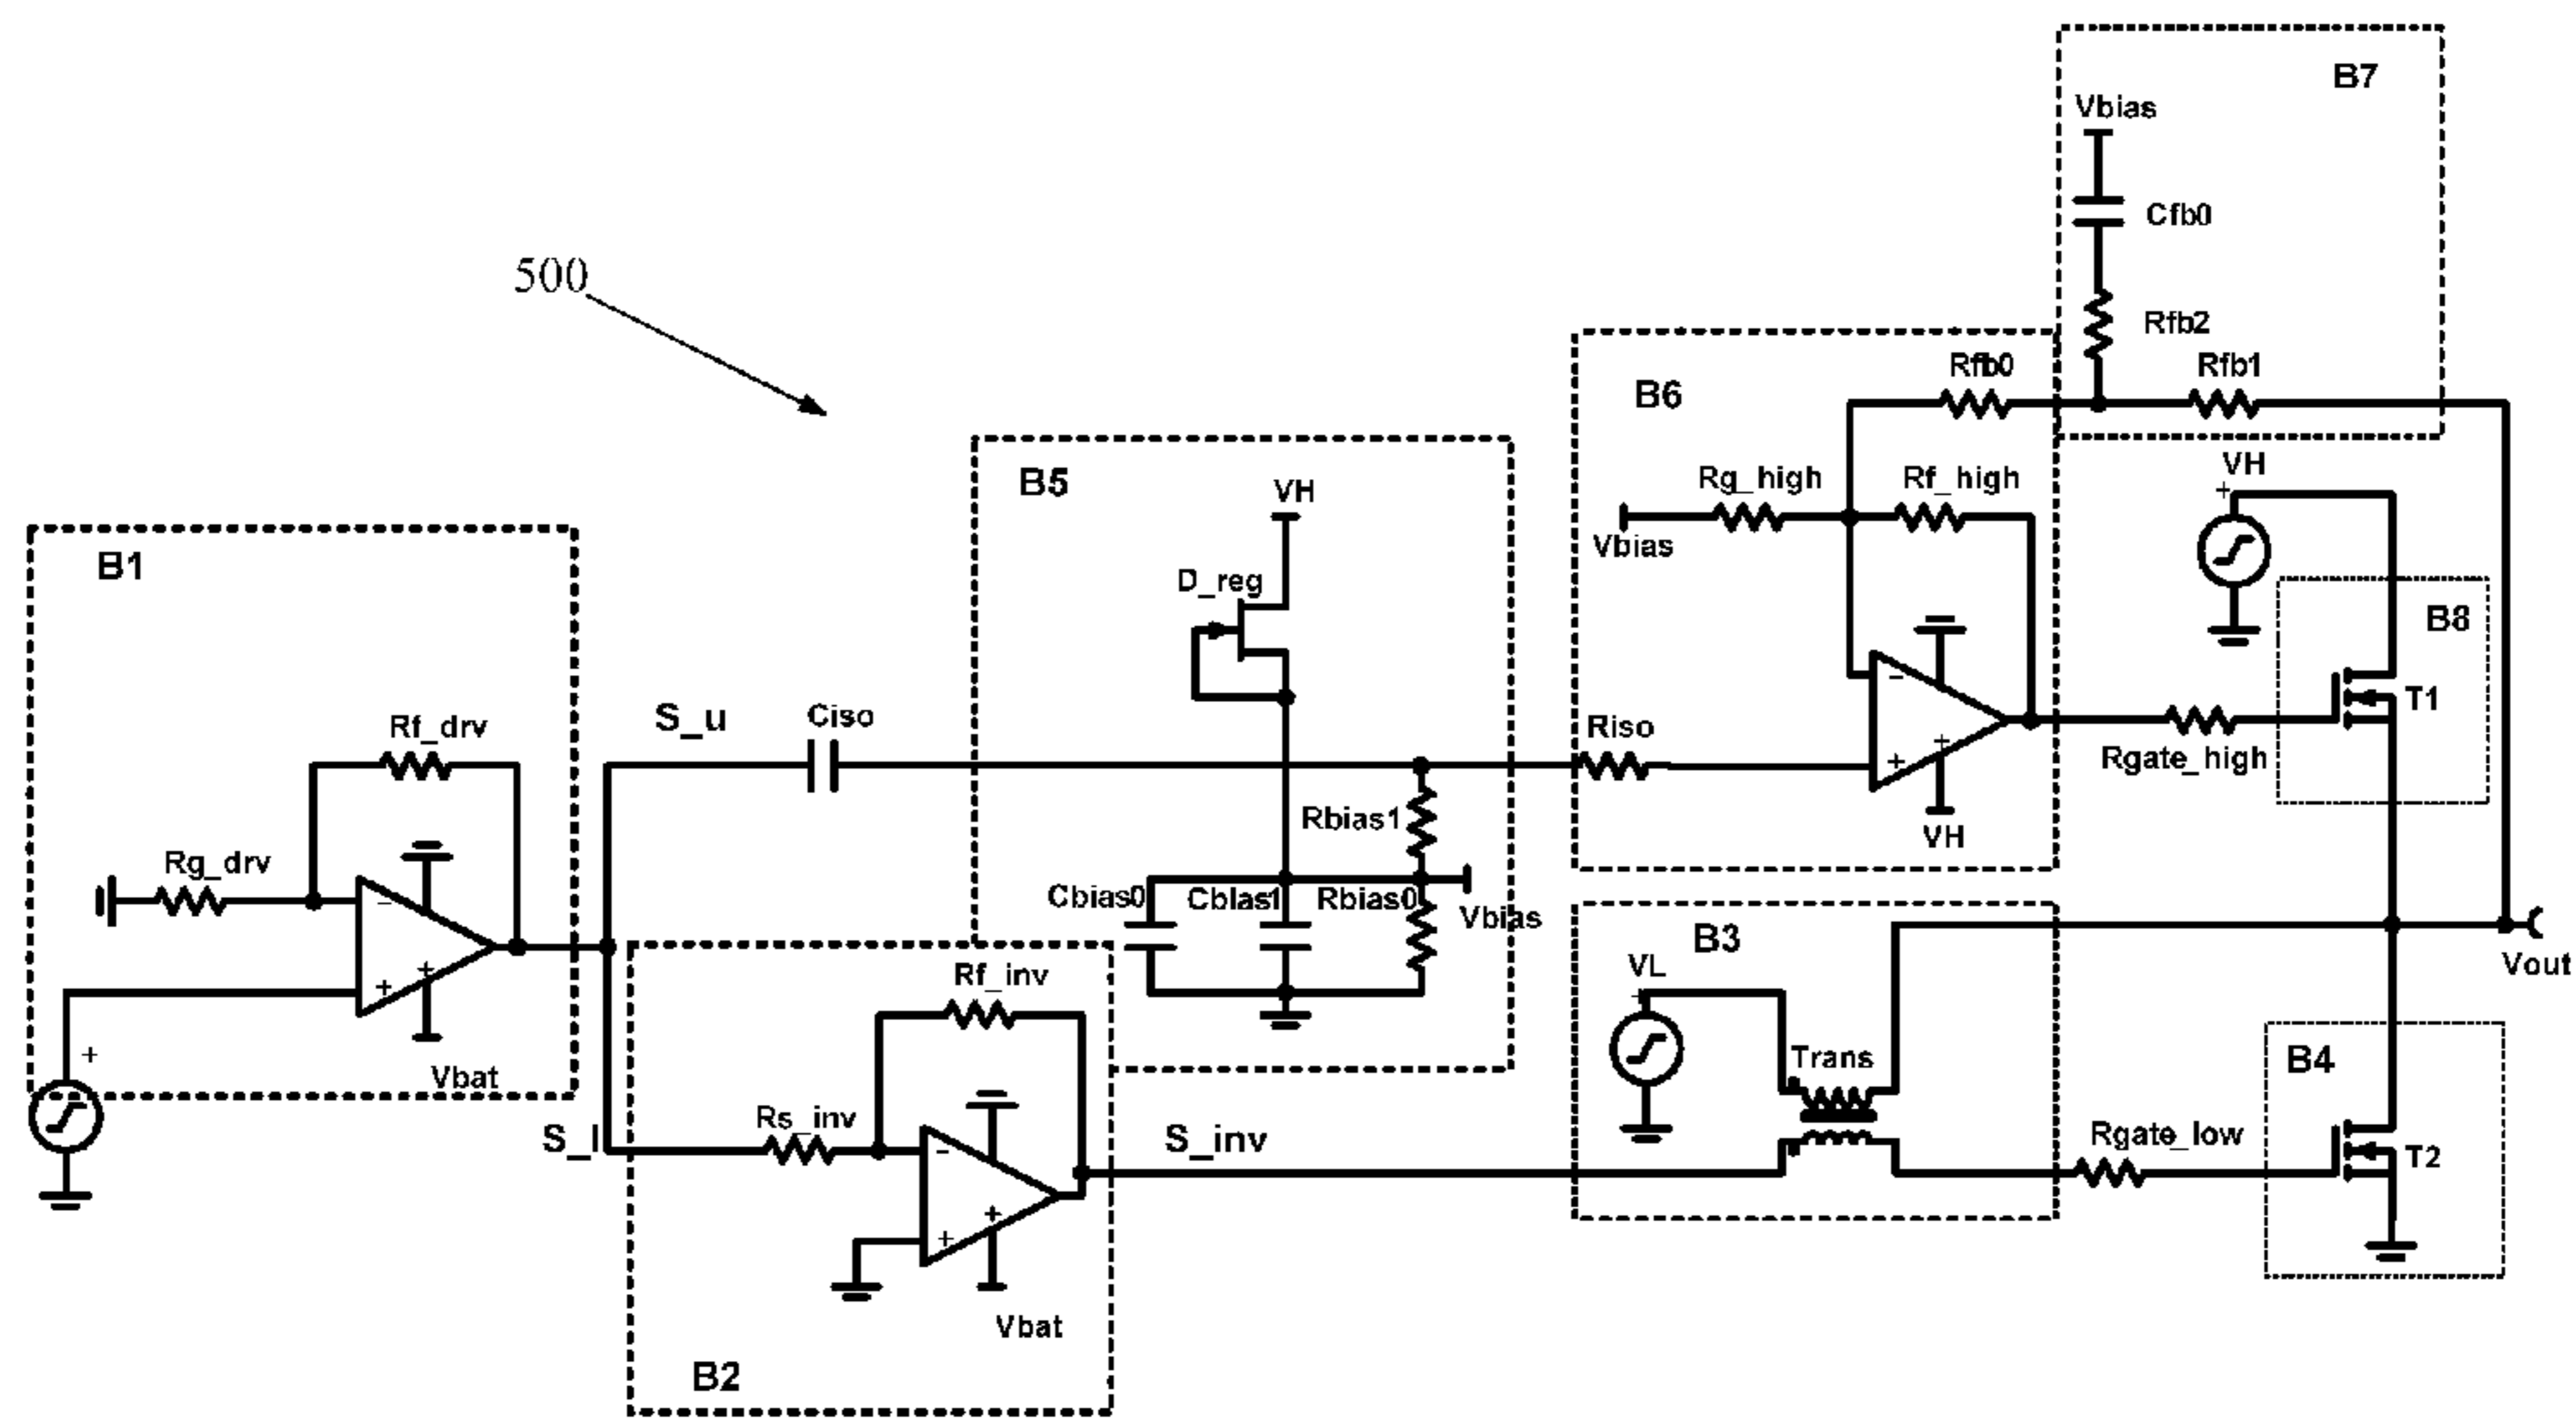 B7
Vbias
Cfb0
500
Rfb2
Rfb0
Rfb1
B6
VH
B5
Rg_high
Rf_high
VH
Vbias
B1
D_reg
B8
T1
S_u
Ciso
Riso
Rf_drv
Rgate_high
Rbias1
VH
Rg_drv
Cbias0
Cbias1
Rbias0
Vbias
B3
VL
Vout
Rf_inv
Trans
B4
Vbat
Rs_inv
S_l
S_inv
Rgate_low
T2
Vbat
B2